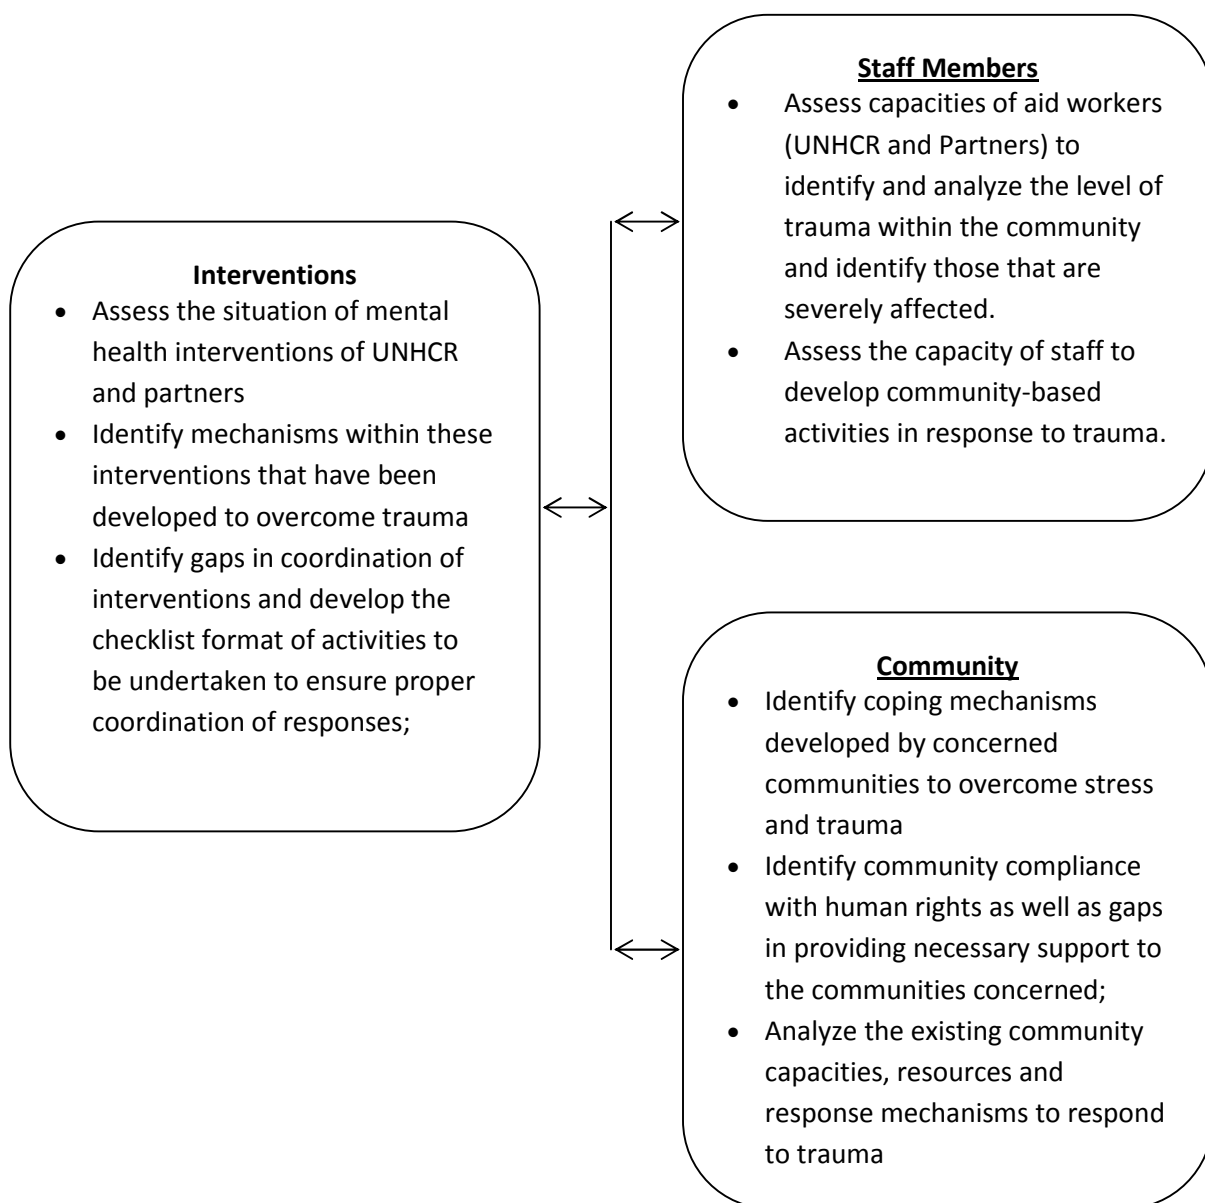 Staff Members
• Assess capacities of aid workers
(UNHCR and Partners) to
identify and analyze the level of
trauma within the community
and identify those that are
severely affected.
• Assess the capacity of staff to
develop community-based
activities in response to trauma.
Interventions
• Assess the situation of mental
health interventions of UNHCR
and partners
• Identify mechanisms within these
interventions that have been
developed to overcome trauma
• Identify gaps in coordination of
interventions and develop the
checklist format of activities to
be undertaken to ensure proper
coordination of responses;
Community
• Identify coping mechanisms
developed by concerned
communities to overcome stress
and trauma
• Identify community compliance
with human rights as well as gaps
in providing necessary support to
the communities concerned;
• Analyze the existing community
capacities, resources and
response mechanisms to respond
to trauma